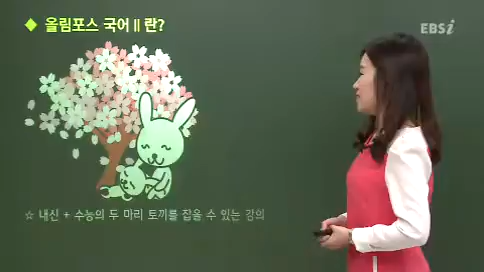 ◆ 올림포스 국어 Ⅱ 란?
EBSi
☆ 내신 + 수능의 두 마리 토끼를 잡을 수 있는 강의